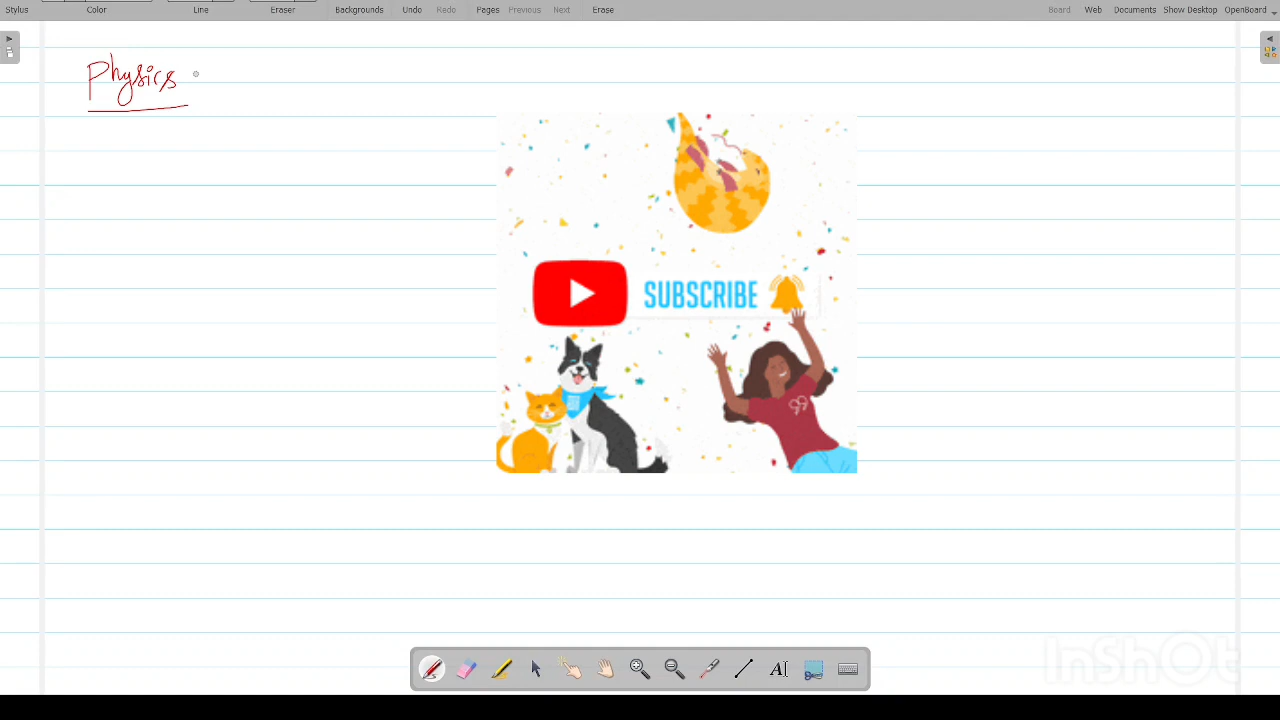 Stylus Color Line Eraser Backgrounds Undo Redo Pages Previous Next Erase Board Web Documents Show Desktop OpenBoard
Physics
SUBSCRIBE
AI
InShOt